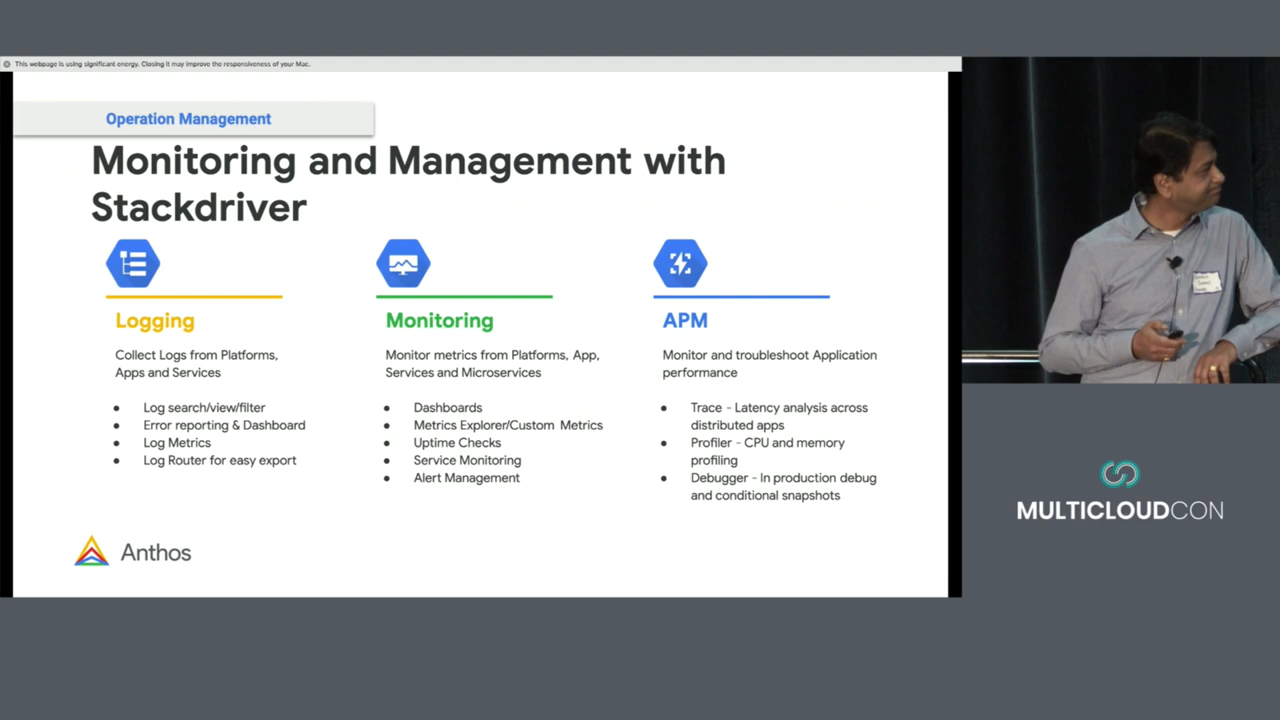 This webpage is using significant energy. Closing it may improve the responsiveness of your Mac.
Operation Management
Monitoring and Management with
Stackdriver
Logging
Collect Logs from Platforms,
Apps and Services
● Log search/view/filter
● Error reporting & Dashboard
● Log Metrics
● Log Router for easy export
Monitoring
Monitor metrics from Platforms, App,
Services and Microservices
● Dashboards
● Metrics Explorer/Custom Metrics
● Uptime Checks
● Service Monitoring
● Alert Management
APM
Monitor and troubleshoot Application
performance
● Trace - Latency analysis across
distributed apps
● Profiler - CPU and memory
profiling
● Debugger - In production debug
and conditional snapshots
Anthos
MULTICLOUDCON